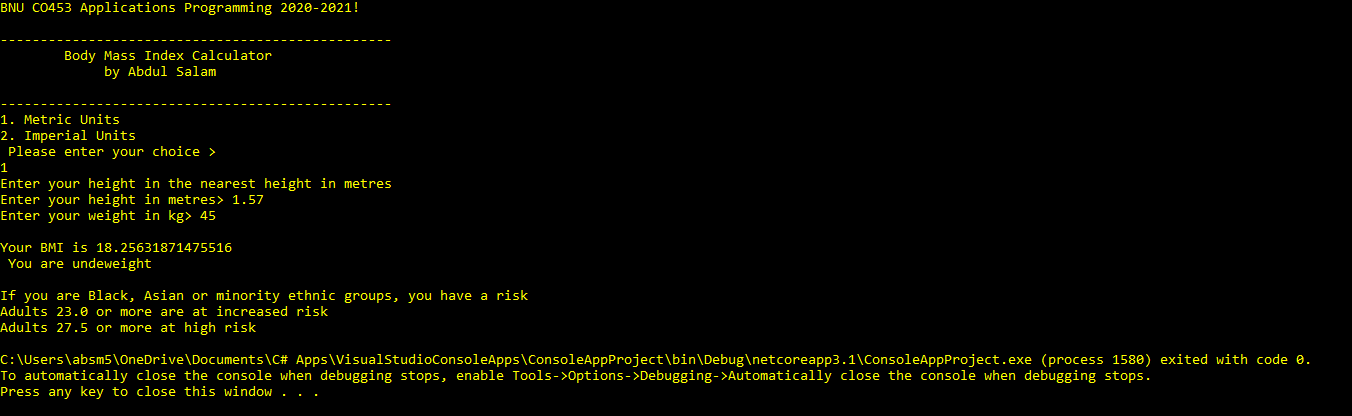 BNU CO453 Applications Programming 2020-2021!
-------------------------------------------------
Body Mass Index Calculator
by Abdul Salam
-------------------------------------------------
1. Metric Units
2. Imperial Units
Please enter your choice >
1
Enter your height in the nearest height in metres
Enter your height in metres> 1.57
Enter your weight in kg> 45
Your BMI is 18.25631871475516
You are undeweight
If you are Black, Asian or minority ethnic groups, you have a risk
Adults 23.0 or more are at increased risk
Adults 27.5 or more at high risk
C:\Users\absm5\OneDrive\Documents\C# Apps\VisualStudioConsoleApps\ConsoleAppProject\bin\Debug\netcoreapp3.1\ConsoleAppProject.exe (process 1580) exited with code 0.
To automatically close the console when debugging stops, enable Tools->Options->Debugging->Automatically close the console when debugging stops.
Press any key to close this window . . .